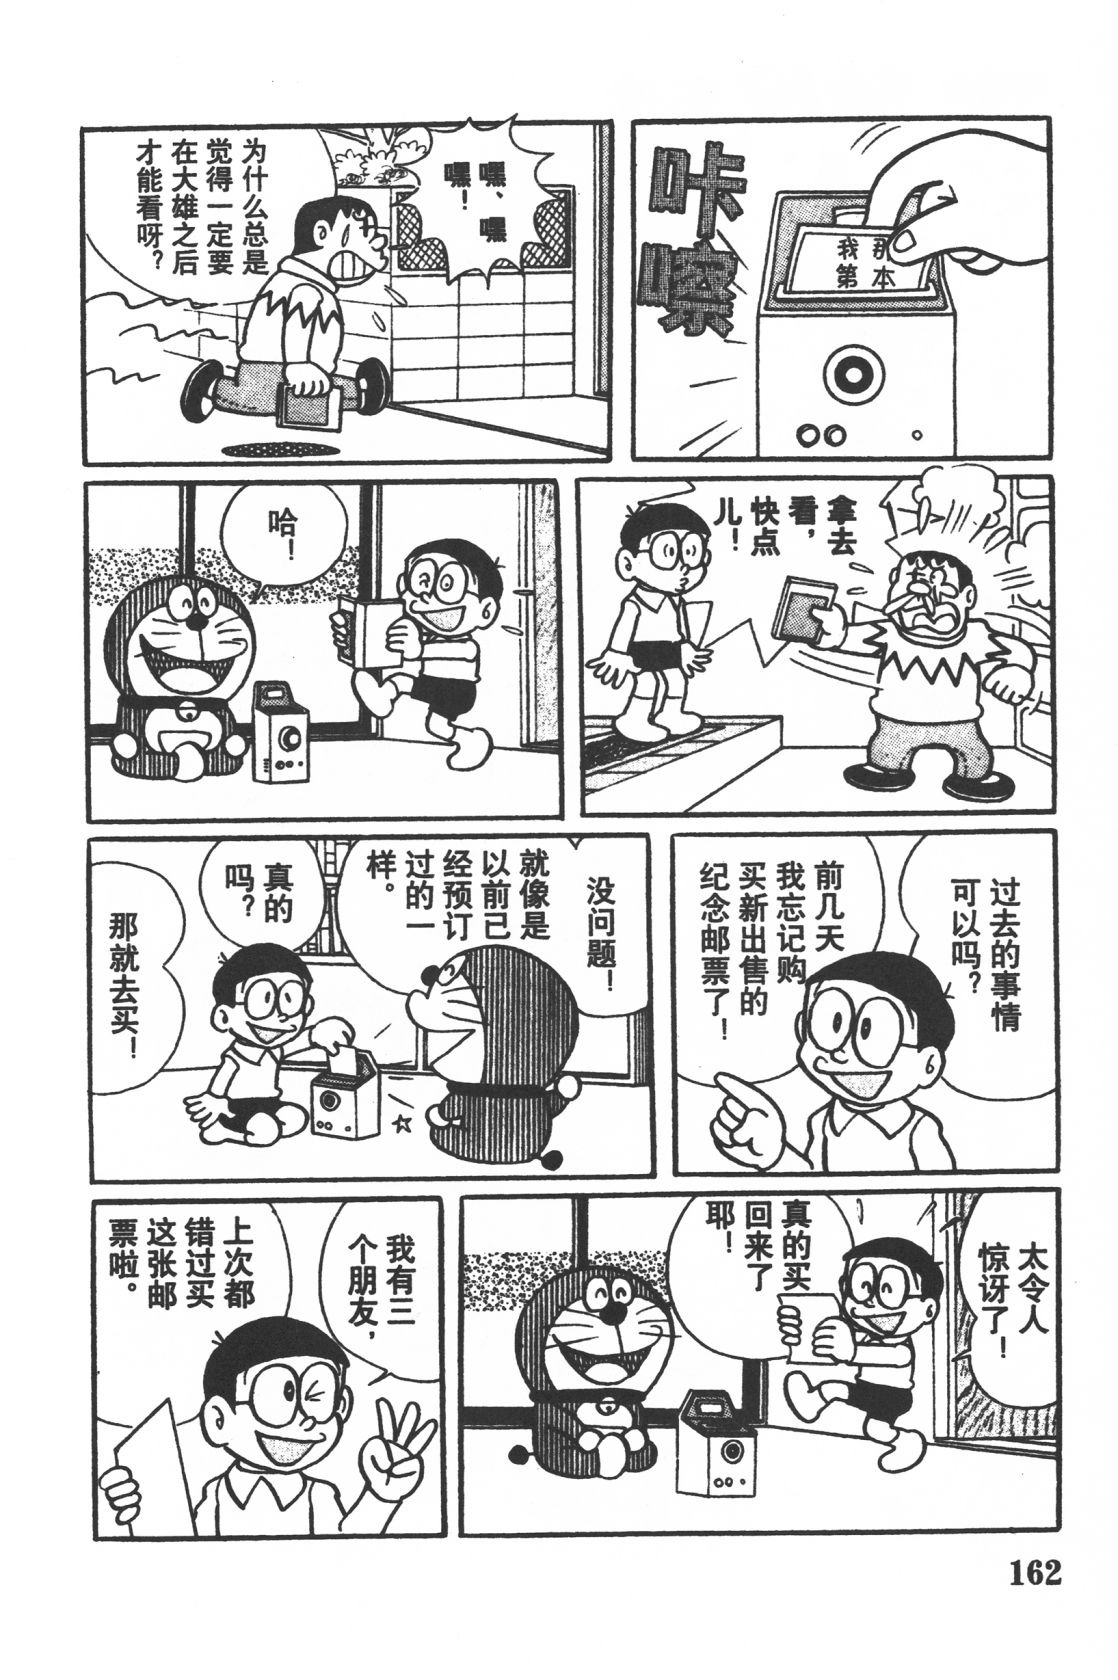 咔嚓
我
第本
嘿、嘿
嘿！
为什么总是
觉得一定要
在大雄之后
才能看呀？
拿去
看，
快点
儿！
哈！
过去的事情
可以吗？
前几天
我忘记购
买新出售的
纪念邮票了！
没问题！
就像是
以前已
经预订
过的一
样。
真的
吗？
那就去买！
太令人
惊讶了！
真的买
回来了
耶！
我有三
个朋友，
上次都
错过买
这张邮
票啦。
162